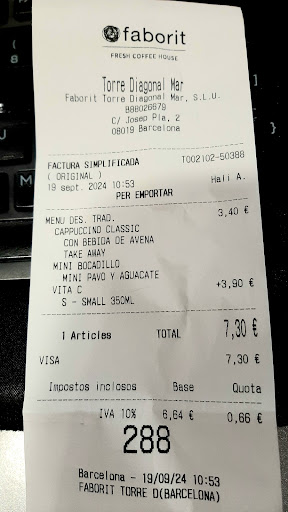 faborit
FRESH COFFEE HOUSE
Torre Diagonal Mar
Faborit Torre Diagonal Mar, S.L.U.
B88026679
C/ Josep Pla, 2
08019 Barcelona
FACTURA SIMPLIFICADA T002102-50388
( ORIGINAL )
19 sept. 2024 10:53 Hali A.
PER EMPORTAR
MENU DES. TRAD. 3,40 €
CAPPUCCINO CLASSIC
CON BEBIDA DE AVENA
TAKE AWAY
MINI BOCADILLO
MINI PAVO Y AGUACATE
VITA C +3,90 €
S - SMALL 350ML
1 Articles TOTAL 7,30 €
VISA 7,30 €
Impostos inclosos Base Quota
IVA 10% 6,64 € 0,66 €
288
Barcelona - 19/09/24 10:53
FABORIT TORRE D(BARCELONA)